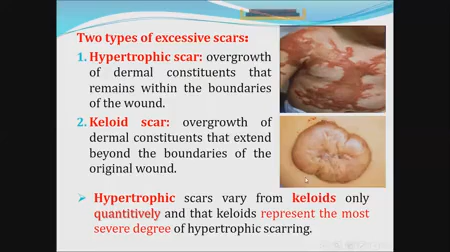 Two types of excessive scars:
1. Hypertrophic scar: overgrowth
of dermal constituents that
remains within the boundaries
of the wound.
2. Keloid scar: overgrowth of
dermal constituents that extend
beyond the boundaries of the
original wound.
➢ Hypertrophic scars vary from keloids only
quantitively and that keloids represent the most
severe degree of hypertrophic scarring.